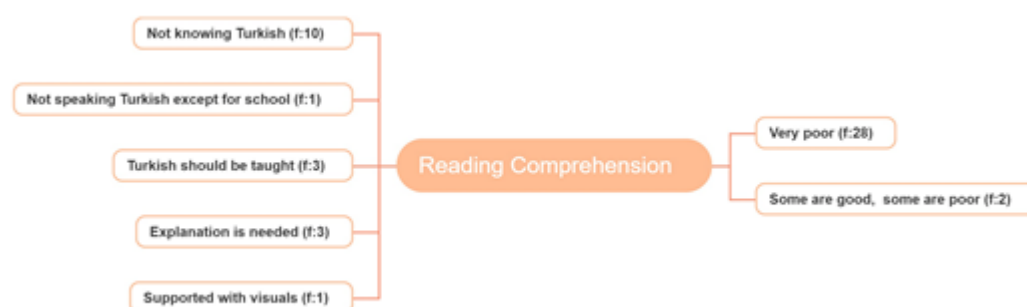 Not knowing Turkish (f:10)
Not speaking Turkish except for school (f:1)
Turkish should be taught (f:3)
Explanation is needed (f:3)
Supported with visuals (f:1)
Reading Comprehension
Very poor (f:28)
Some are good, some are poor (f:2)